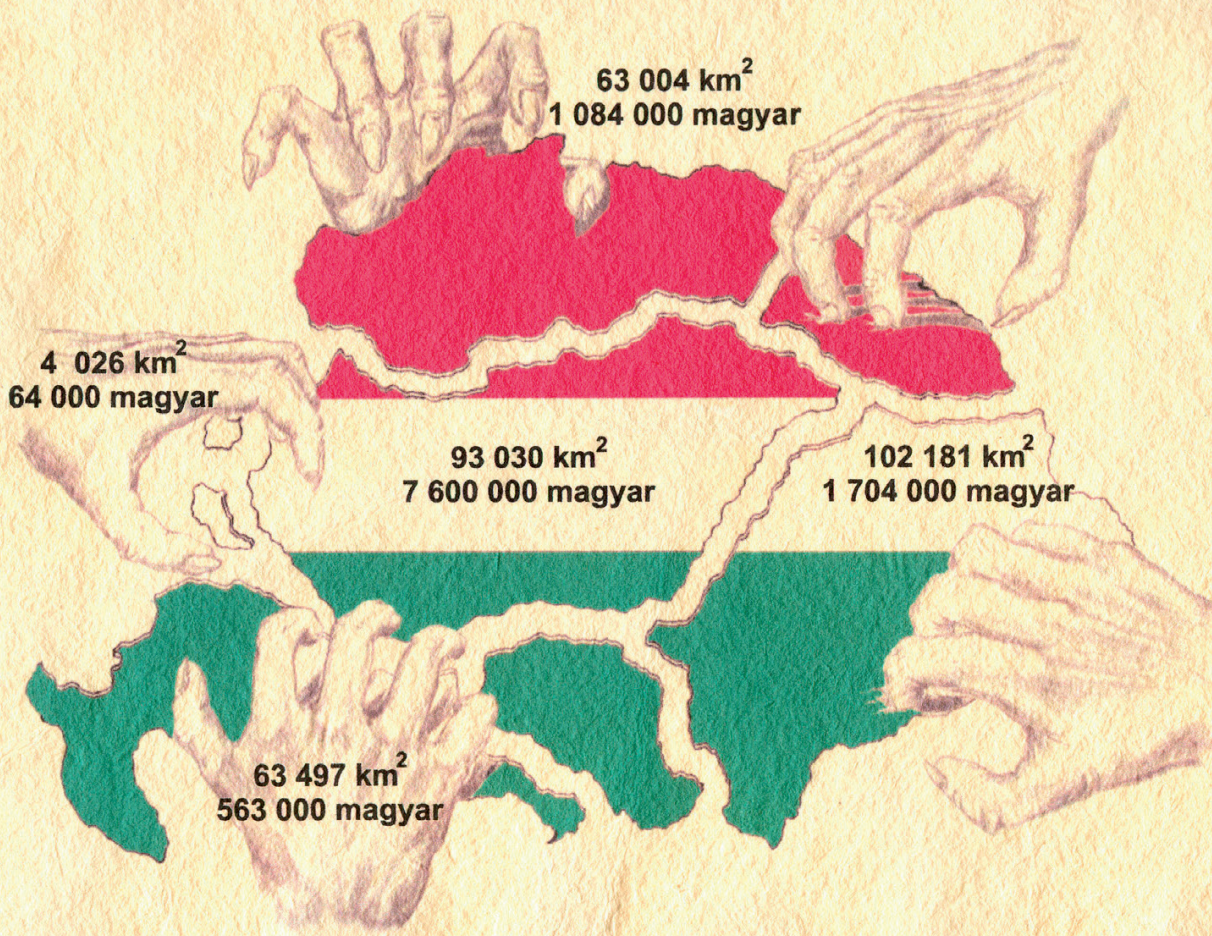 63 004 km²
1 084 000 magyar
4 026 km²
64 000 magyar
93 030 km²
7 600 000 magyar
102 181 km²
1 704 000 magyar
63 497 km²
563 000 magyar